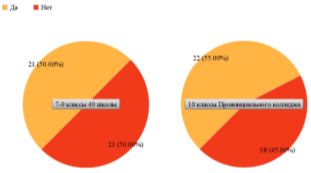 Да Нет
22 (55.00%)
21 (50.00%)
7-9 классы 49 школы
10 классы Провинциального колледжа
21 (50.00%)
18 (45.00%)